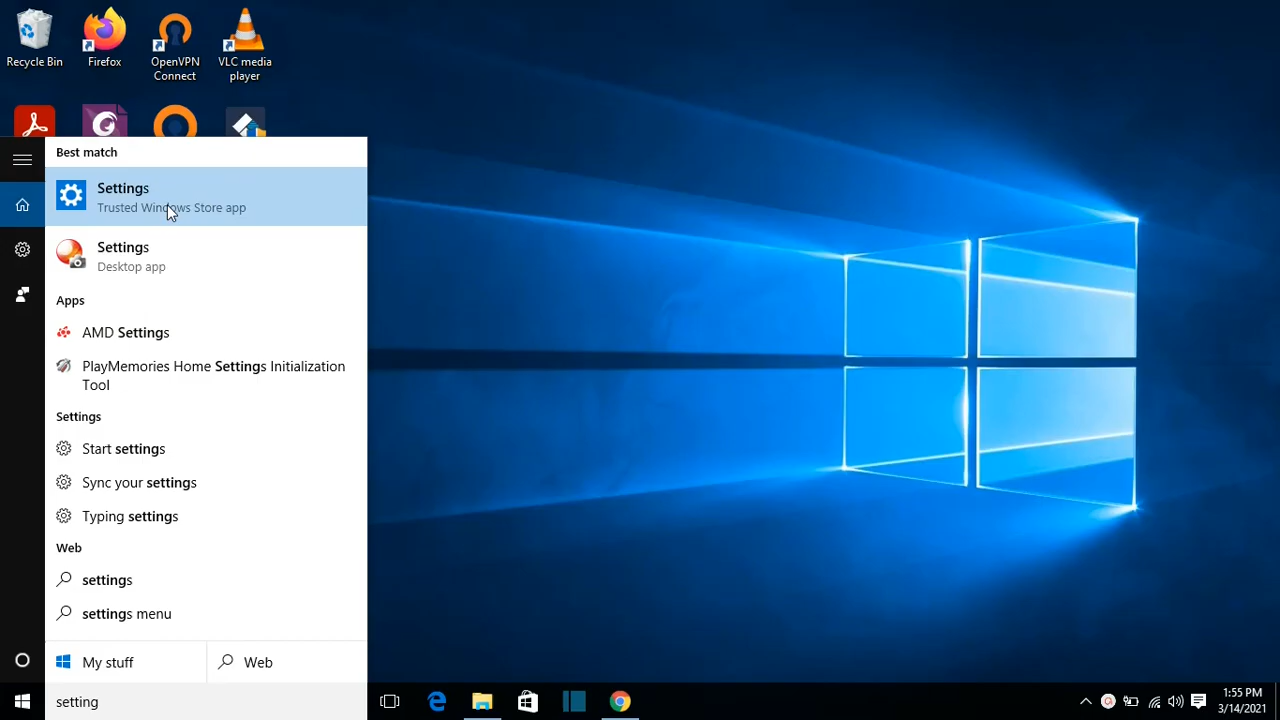 Recycle Bin
Firefox
OpenVPN
Connect
VLC media
player
Best match
Settings
Trusted Windows Store app
Settings
Desktop app
Apps
AMD Settings
PlayMemories Home Settings Initialization
Tool
Settings
Start settings
Sync your settings
Typing settings
Web
settings
settings menu
My stuff
Web
setting
1:55 PM
3/14/2021